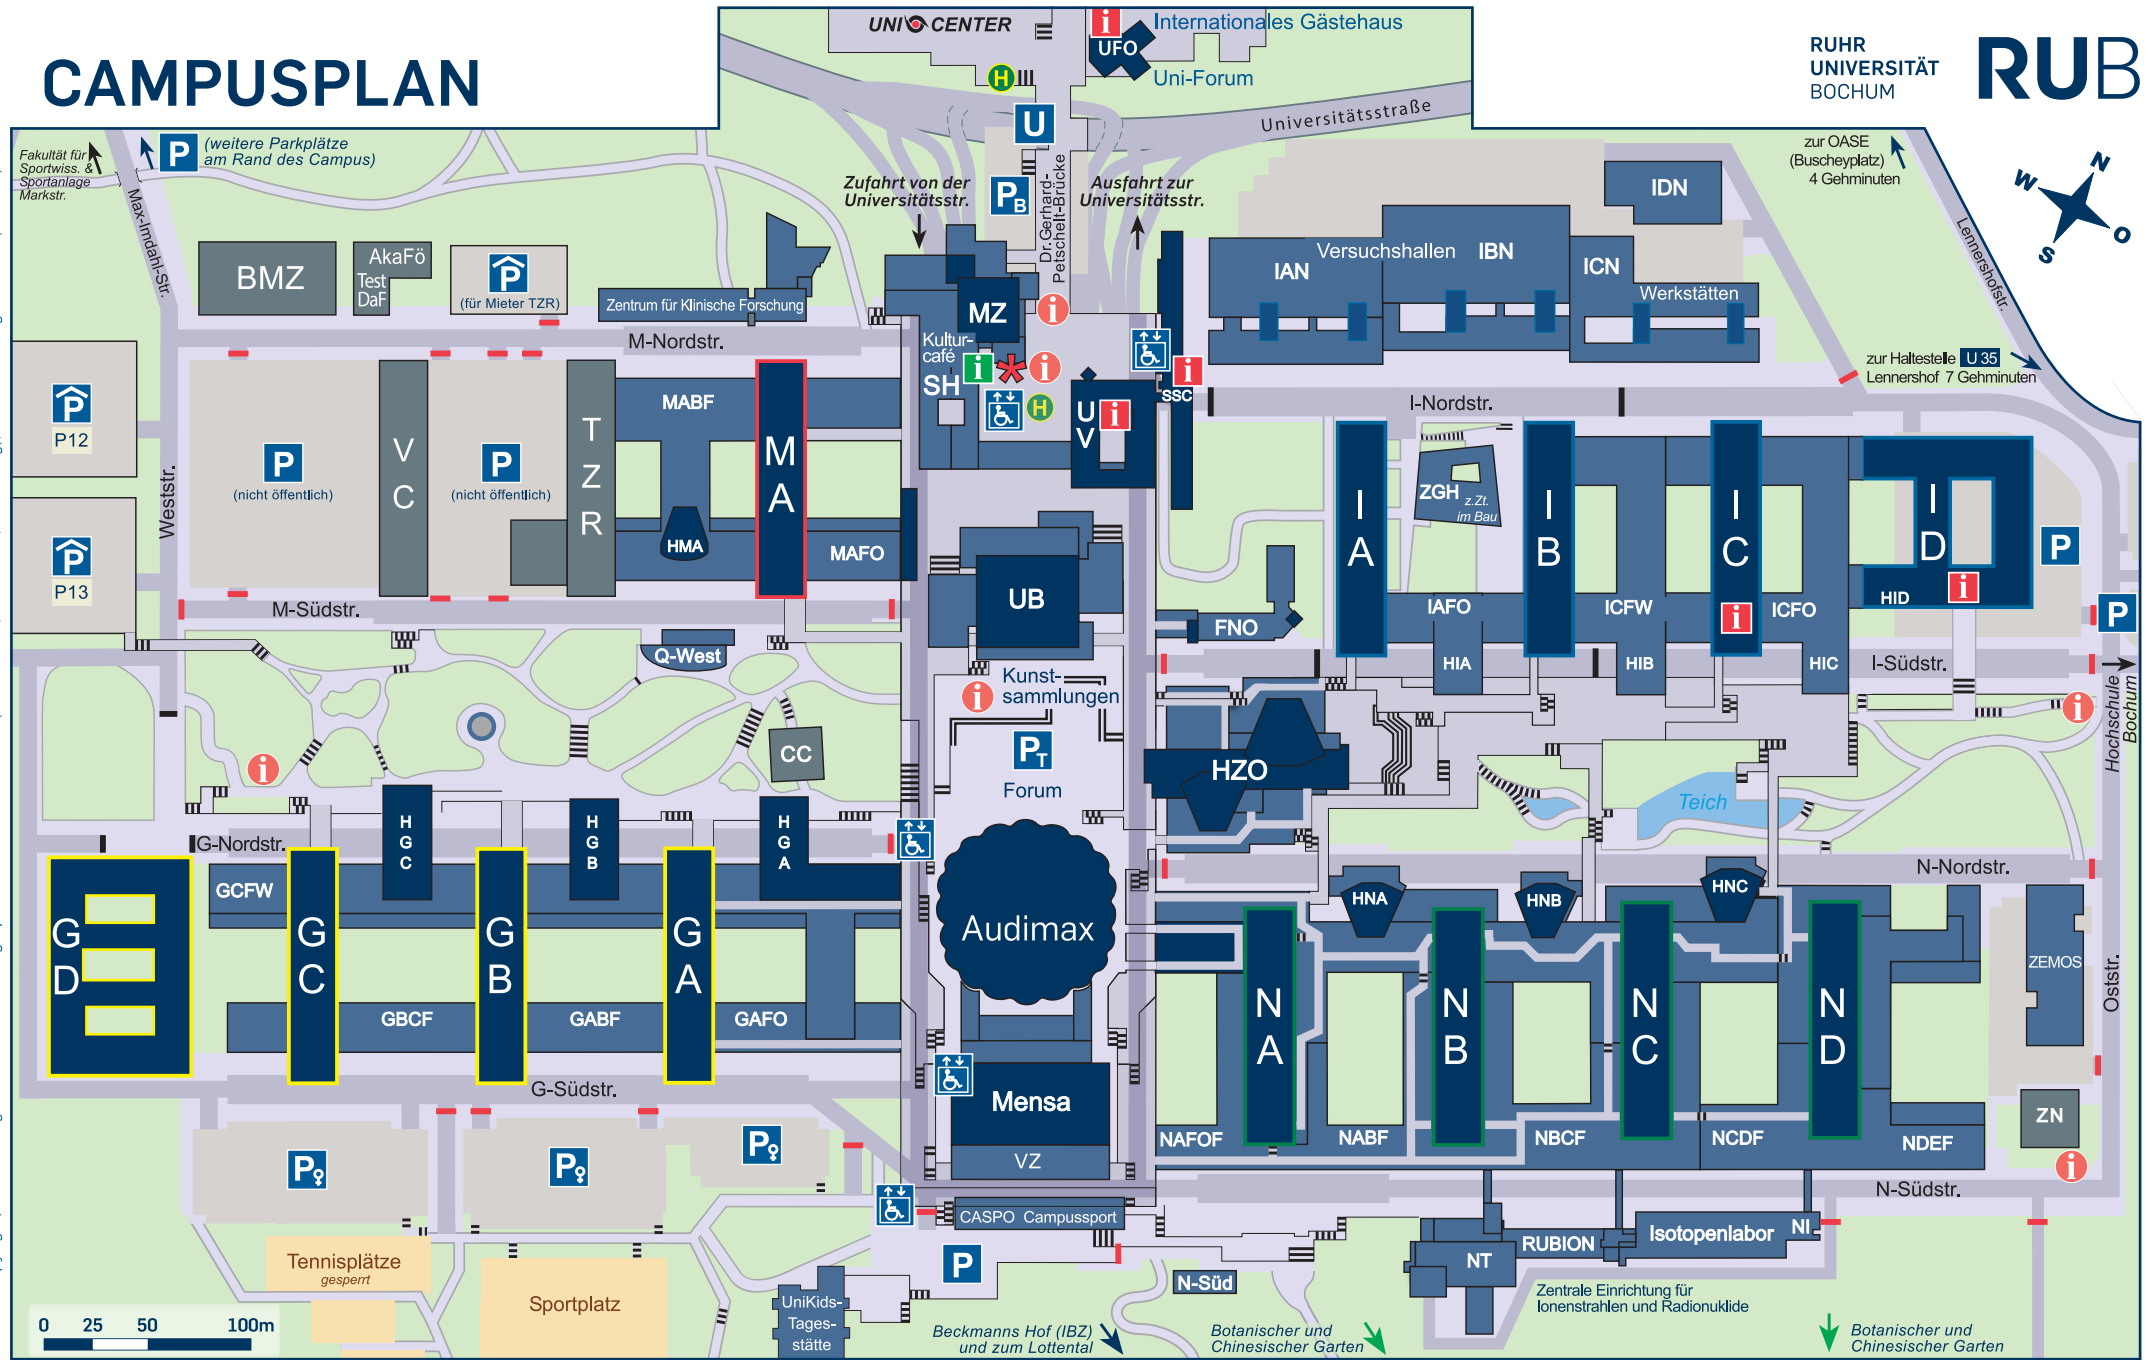 CAMPUSPLAN
UNI CENTER
i
Internationales Gästehaus
UFO
Uni-Forum
H
U
Universitätsstraße
RUHR
UNIVERSITÄT
BOCHUM
RUB
Fakultät für
Sportwiss. &
Sportanlage
Markstr.
P
(weitere Parkplätze
am Rand des Campus)
Max-Imdahl-Str.
Zufahrt von der
Universitätsstr.
PB
Dr.Gerhard-
Petschelt-Brücke
Ausfahrt zur
Universitätsstr.
zur OASE
(Buscheyplatz)
4 Gehminuten
N
W
O
S
Lennershofstr.
IDN
BMZ
AkaFö
Test
DaF
P
(für Mieter TZR)
Zentrum für Klinische Forschung
MZ
i
IAN
Versuchshallen
IBN
ICN
Werkstätten
M-Nordstr.
Kultur-
café
i
i
SH
H
U
V
i
i
SSC
I-Nordstr.
zur Haltestelle U 35
Lennershof 7 Gehminuten
P
P12
P
(nicht öffentlich)
V
C
P
(nicht öffentlich)
T
Z
R
MABF
M
A
HMA
MAFO
Weststr.
P
P13
M-Südstr.
UB
FNO
I
A
ZGH
z.Zt.
im Bau
I
B
I
C
I
D
HID
i
P
P
IAFO
ICFW
i
ICFO
HIA
HIB
HIC
I-Südstr.
Hochschule
Bochum
i
Q-West
i
Kunst-
sammlungen
PT
Forum
CC
i
HZO
Teich
G-Nordstr.
H
G
C
H
G
B
H
G
A
N-Nordstr.
G
D
GCFW
G
C
G
B
G
A
GBCF
GABF
GAFO
G-Südstr.
Audimax
Mensa
VZ
HNA
HNB
HNC
N
A
N
B
N
C
N
D
NAFOF
NABF
NBCF
NCDF
NDEF
ZEMOS
Oststr.
ZN
i
N-Südstr.
P
P
P
CASPO Campussport
P
Tennisplätze
gesperrt
Sportplatz
UniKids-
Tages-
stätte
N-Süd
NT
RUBION
Isotopenlabor
NI
Zentrale Einrichtung für
Ionenstrahlen und Radionuklide
0 25 50 100m
Beckmanns Hof (IBZ)
und zum Lottental
Botanischer und
Chinesischer Garten
Botanischer und
Chinesischer Garten